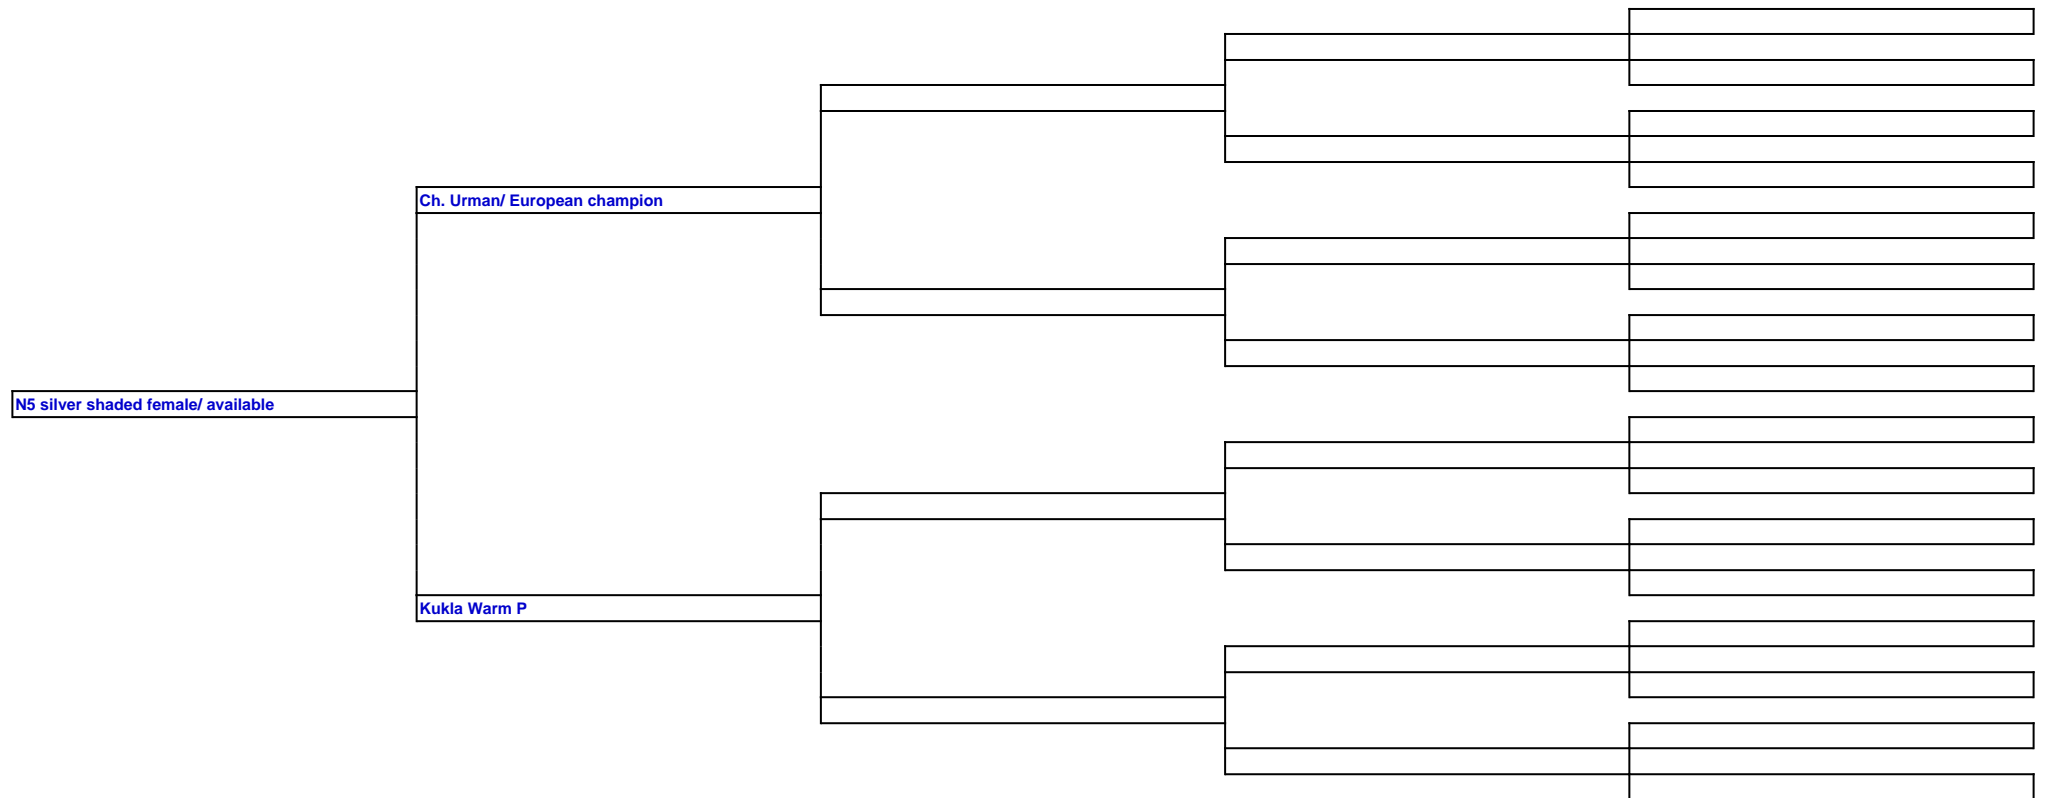 Ch. Urman/ European champion
N5 silver shaded female/ available
Kukla Warm P